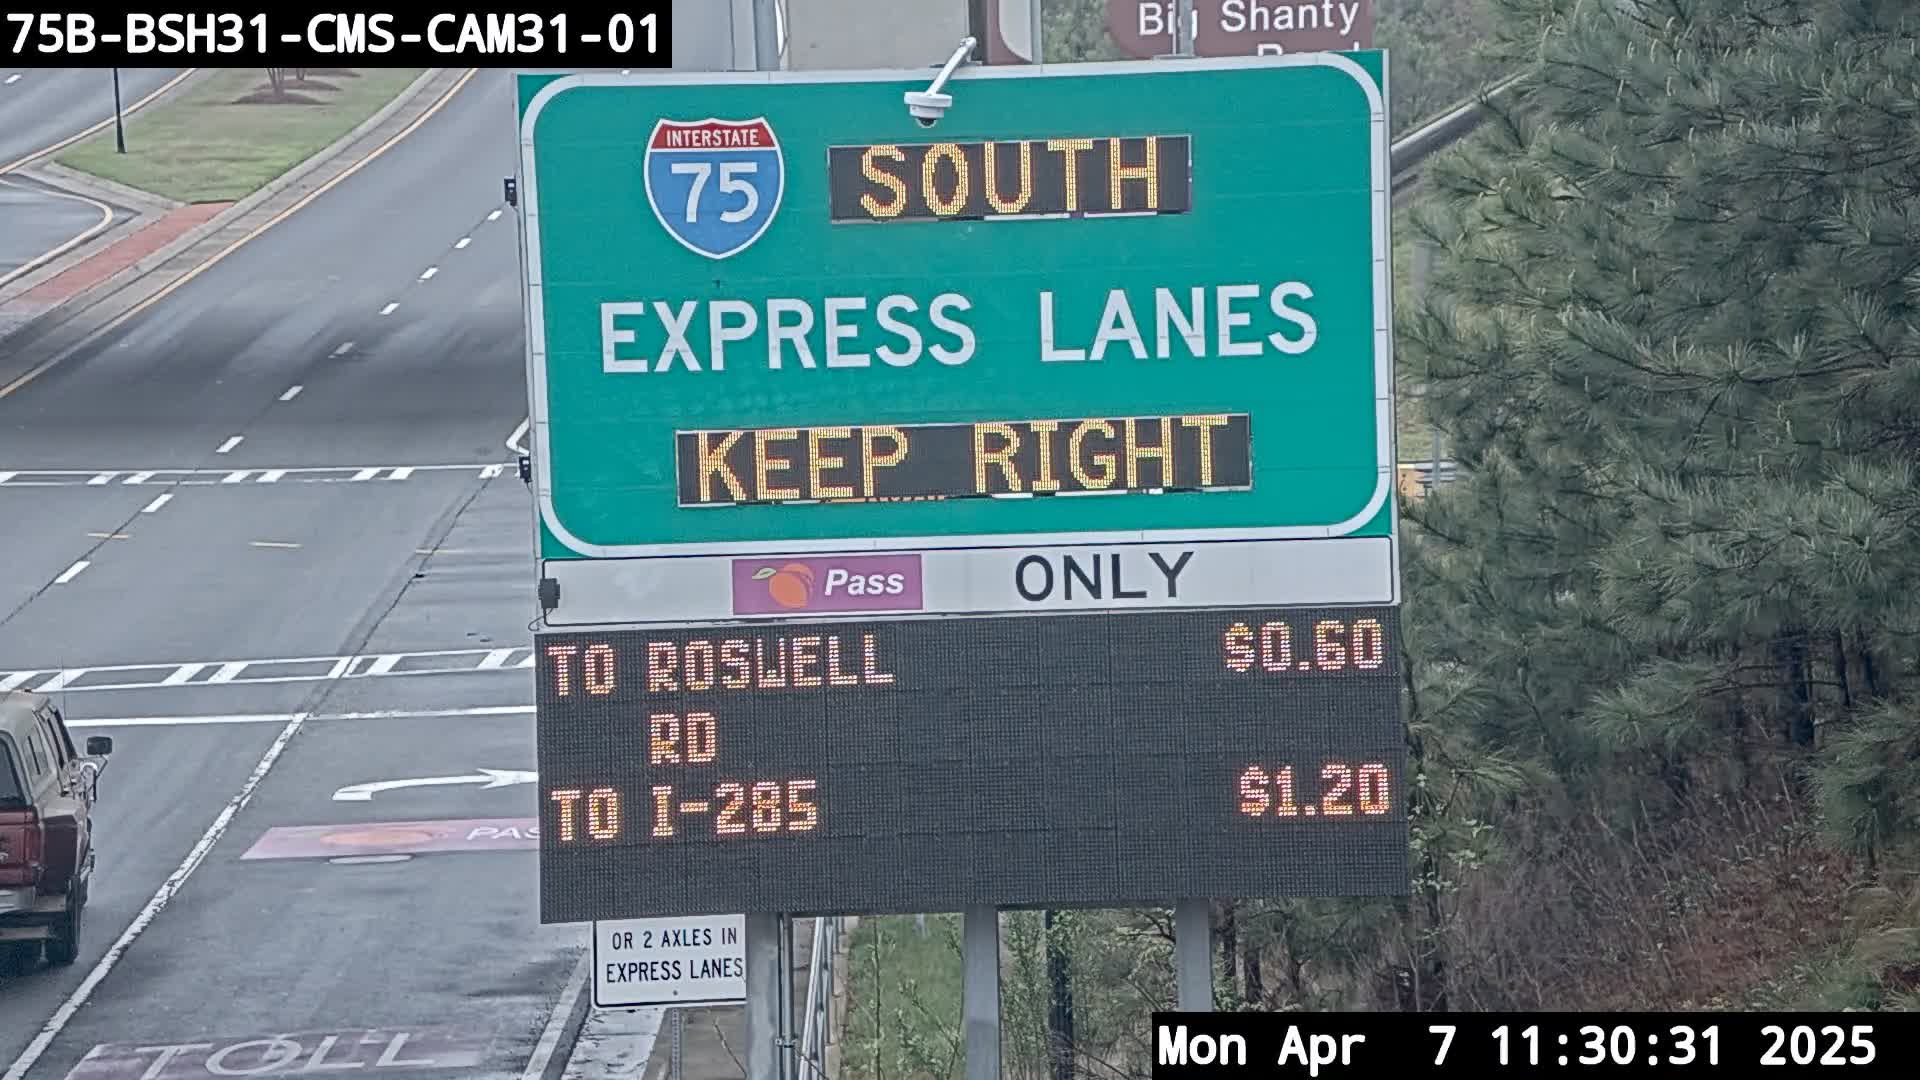 75B-BSH31-CMS-CAM31-01
Big Shanty
Road
INTERSTATE
75
SOUTH
EXPRESS LANES
KEEP RIGHT
Pass ONLY
TO ROSWELL $0.60
RD
TO I-285 $1.20
PAS
OR 2 AXLES IN
EXPRESS LANES
TOLL
Mon Apr 7 11:30:31 2025